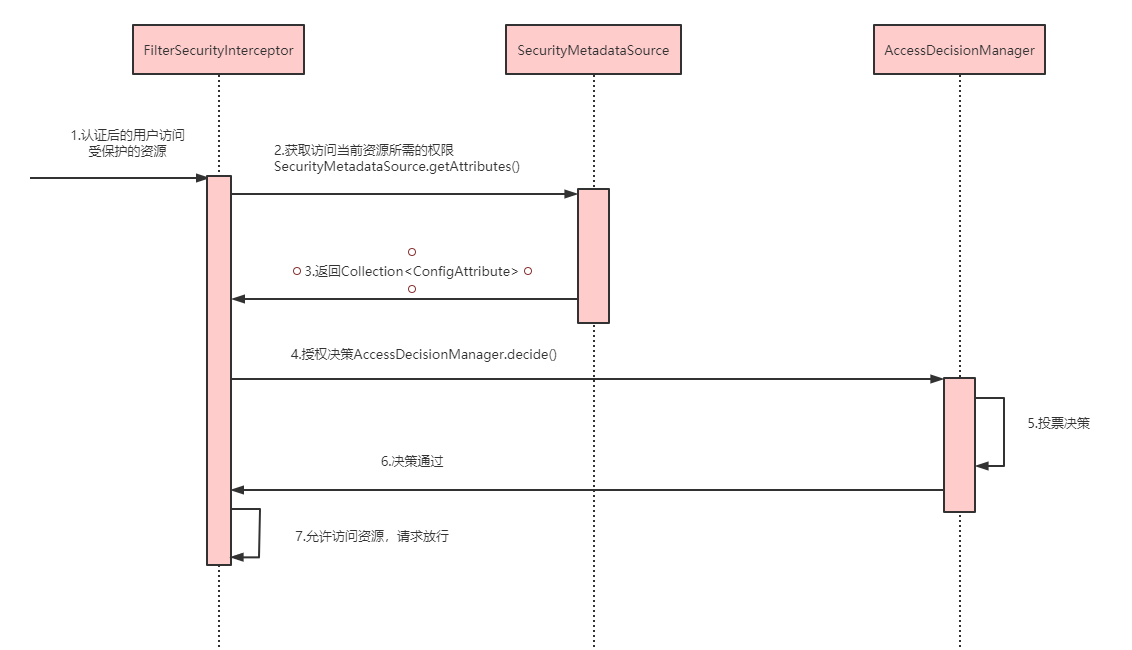 FilterSecurityInterceptor
SecurityMetadataSource
AccessDecisionManager
1.认证后的用户访问
受保护的资源
2.获取访问当前资源所需的权限
SecurityMetadataSource.getAttributes()
3.返回Collection<ConfigAttribute>
4.授权决策AccessDecisionManager.decide()
5.投票决策
6.决策通过
7.允许访问资源，请求放行